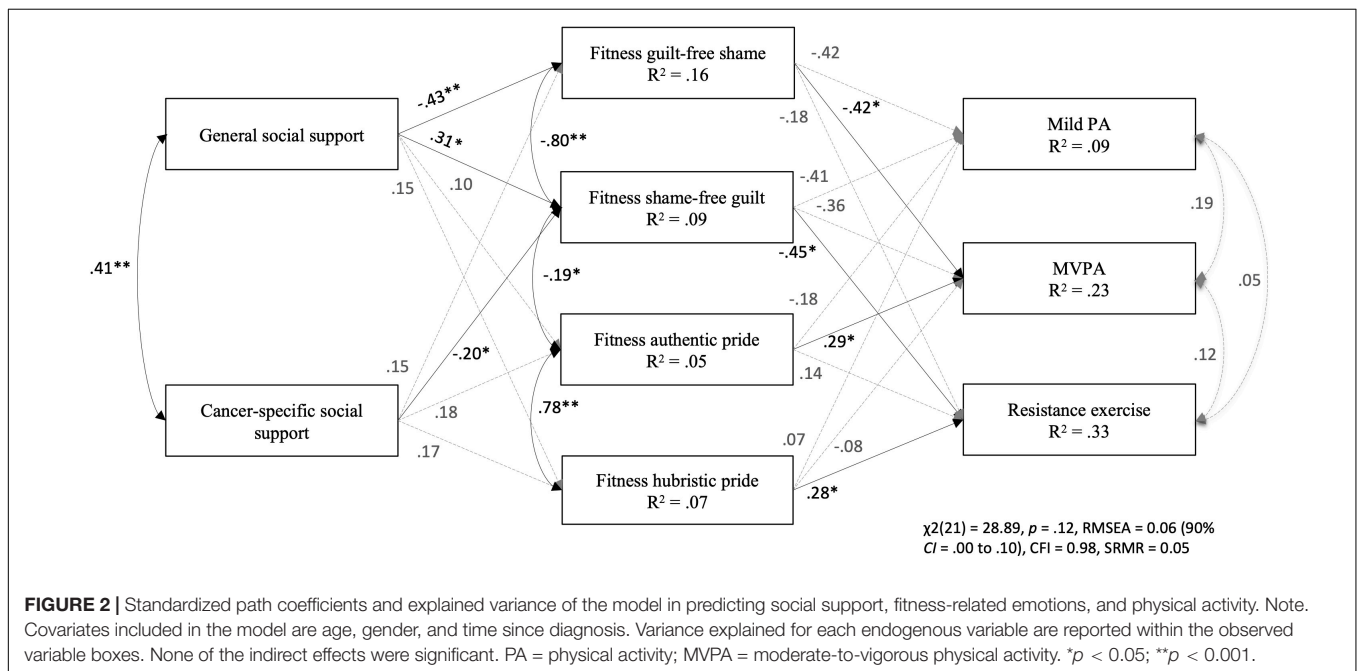 General social support
Cancer-specific social
support
.41**
-.43**
.31*
.15
.10
.15
-.20*
.18
.17
Fitness guilt-free shame
R² = .16
-.80**
Fitness shame-free guilt
R² = .09
-.19*
Fitness authentic pride
R² = .05
.78**
Fitness hubristic pride
R² = .07
-.42
-.42*
-.18
-.41
-.36
-.45*
-.18
.29*
.14
.07
-.08
.28*
Mild PA
R² = .09
MVPA
R² = .23
Resistance exercise
R² = .33
.19
.05
.12
χ2(21) = 28.89, p = .12, RMSEA = 0.06 (90%
CI = .00 to .10), CFI = 0.98, SRMR = 0.05
FIGURE 2 | Standardized path coefficients and explained variance of the model in predicting social support, fitness-related emotions, and physical activity. Note.
Covariates included in the model are age, gender, and time since diagnosis. Variance explained for each endogenous variable are reported within the observed
variable boxes. None of the indirect effects were significant. PA = physical activity; MVPA = moderate-to-vigorous physical activity. *p < 0.05; **p < 0.001.